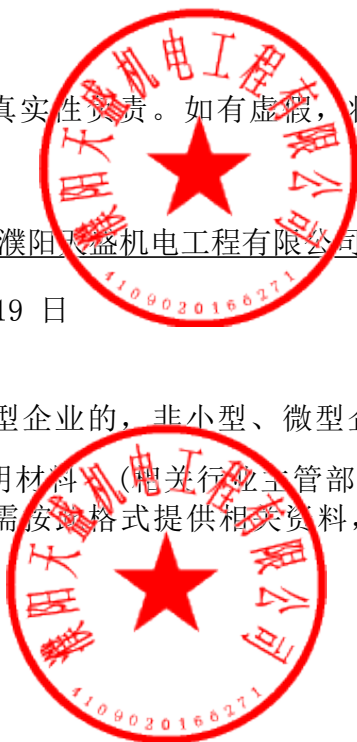 濮阳天盛机电工程有限公司
真实性负责。如有虚假，将
濮阳天盛机电工程有限公司
4109020166271
19 日
型企业的，非小型、微型企
明材料 (相关行业主管部
需按该格式提供相关资料，
濮阳天盛机电工程有限公司
4109020166271